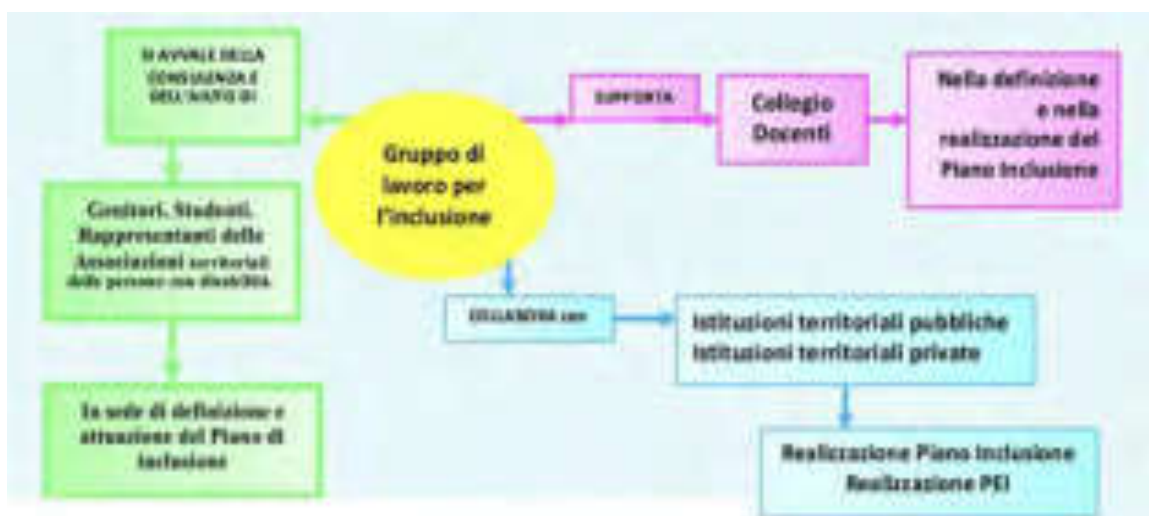 SI AVVALE DELLA
CONSULENZA E
DELL'AIUTO DI
Genitori, Studenti,
Rappresentanti delle
Associazioni territoriali
delle persone con disabilità
In sede di definizione e
attuazione del Piano di
inclusione
Gruppo di
lavoro per
l'inclusione
SUPPORTA
Collegio
Docenti
Nella definizione
e nella
realizzazione del
Piano Inclusione
COLLABORA con
Istituzioni territoriali pubbliche
Istituzioni territoriali private
Realizzazione Piano Inclusione
Realizzazione PEI